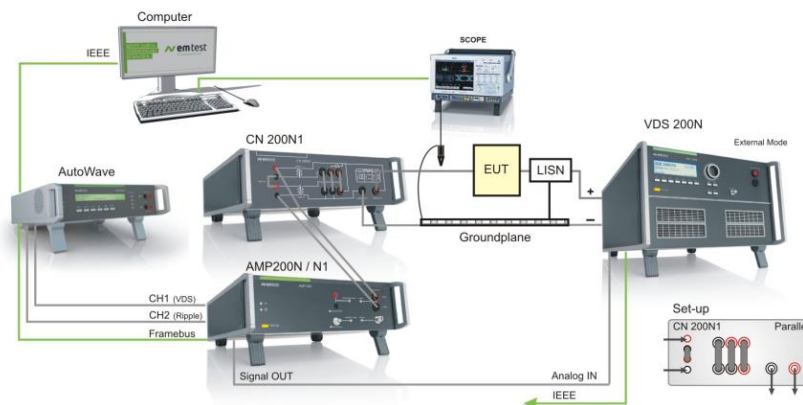 Computer
IEEE
emtest
SCOPE
VDS 200N
External Mode
CN 200N1
AutoWave
EUT
LISN
+
–
Groundplane
AMP200N / N1
CH1 (VDS)
CH2 (Ripple)
Framebus
Signal OUT
Analog IN
IEEE
Set-up
CN 200N1
Paralle